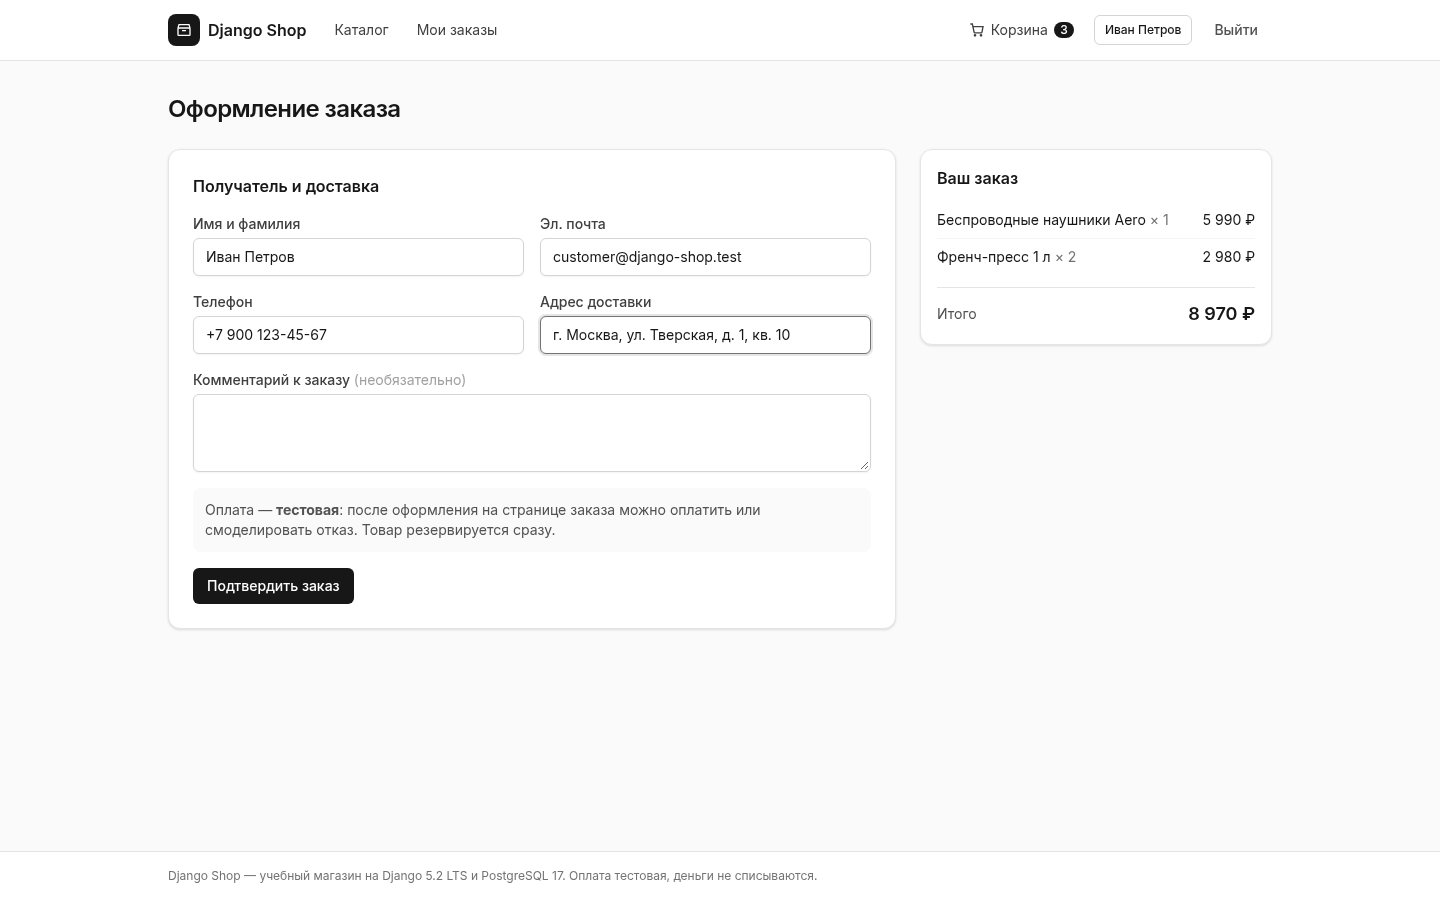 Django Shop
Каталог
Мои заказы
Корзина 3
Иван Петров
Выйти
Оформление заказа
Получатель и доставка
Имя и фамилия
Иван Петров
Эл. почта
customer@django-shop.test
Телефон
+7 900 123-45-67
Адрес доставки
г. Москва, ул. Тверская, д. 1, кв. 10
Комментарий к заказу (необязательно)
Оплата — тестовая: после оформления на странице заказа можно оплатить или
смоделировать отказ. Товар резервируется сразу.
Подтвердить заказ
Ваш заказ
Беспроводные наушники Aero × 1 5 990 ₽
Френч-пресс 1 л × 2 2 980 ₽
Итого 8 970 ₽
Django Shop — учебный магазин на Django 5.2 LTS и PostgreSQL 17. Оплата тестовая, деньги не списываются.